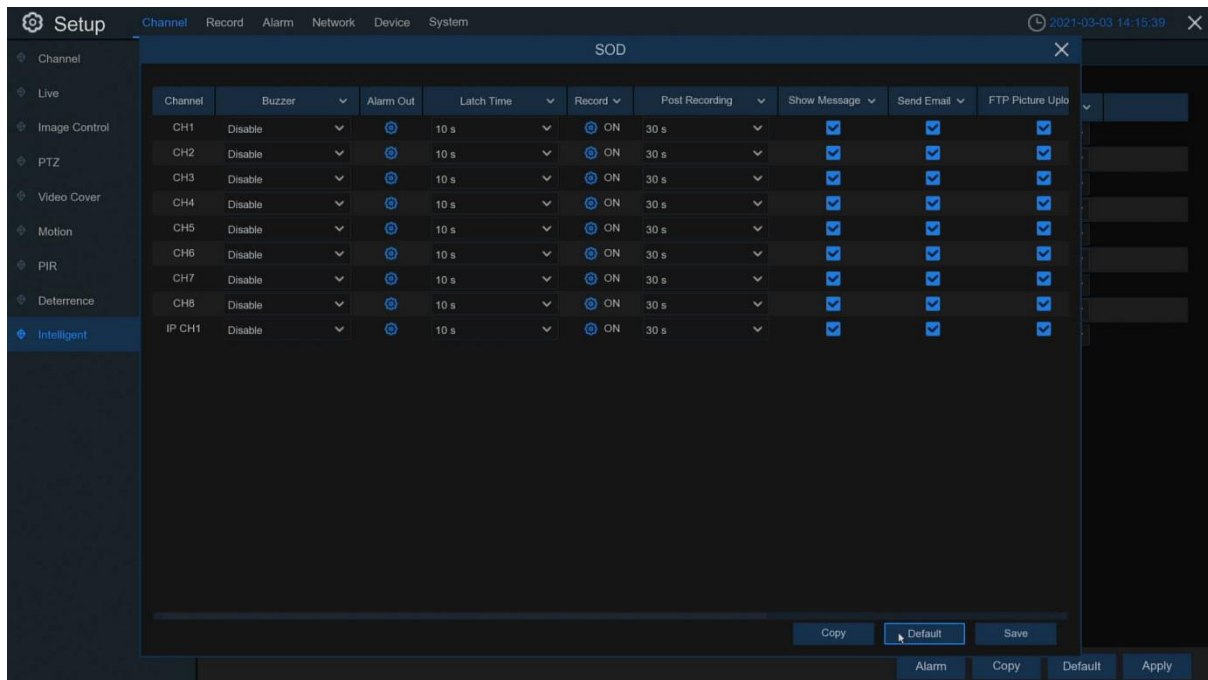 Setup Channel Record Alarm Network Device System 2021-03-03 14:15:39
SOD
Channel
Live
Image Control
PTZ
Video Cover
Motion
PIR
Deterrence
Intelligent
Channel Buzzer Alarm Out Latch Time Record Post Recording Show Message Send Email FTP Picture Uplo
CH1 Disable 10 s ON 30 s
CH2 Disable 10 s ON 30 s
CH3 Disable 10 s ON 30 s
CH4 Disable 10 s ON 30 s
CH5 Disable 10 s ON 30 s
CH6 Disable 10 s ON 30 s
CH7 Disable 10 s ON 30 s
CH8 Disable 10 s ON 30 s
IP CH1 Disable 10 s ON 30 s
Copy Default Save
Alarm Copy Default Apply